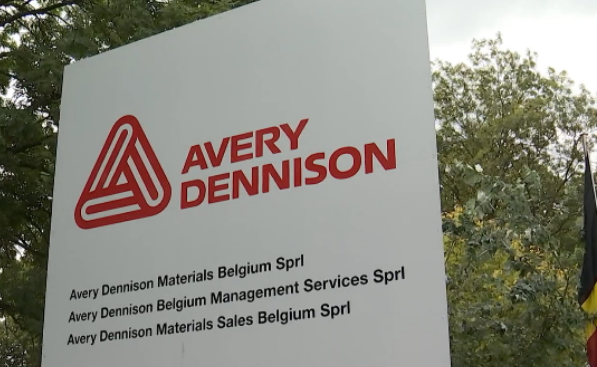 AVERY
DENNISON
Avery Dennison Materials Belgium Sprl
Avery Dennison Belgium Management Services Sprl
Avery Dennison Materials Sales Belgium Sprl